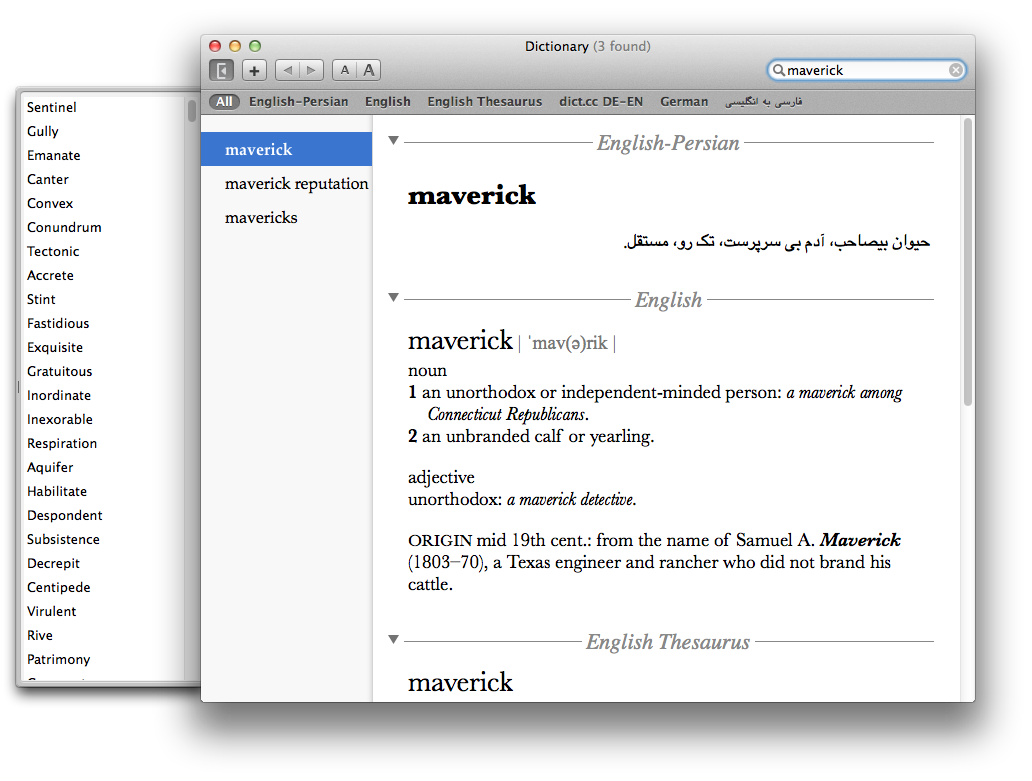 Dictionary (3 found)
A A
maverick
All English-Persian English English Thesaurus dict.cc DE-EN German فارسی به انگلیسی
Sentinel
Gully
Emanate
Canter
Convex
Conundrum
Tectonic
Accrete
Stint
Fastidious
Exquisite
Gratuitous
Inordinate
Inexorable
Respiration
Aquifer
Habilitate
Despondent
Subsistence
Decrepit
Centipede
Virulent
Rive
Patrimony
maverick
maverick reputation
mavericks
English-Persian
maverick
حیوان بیصاحب، آدم بی سرپرست، تک رو، مستقل.
English
maverick | ˈmav(ə)rik |
noun
1 an unorthodox or independent-minded person: a maverick among
Connecticut Republicans.
2 an unbranded calf or yearling.
adjective
unorthodox: a maverick detective.
ORIGIN mid 19th cent.: from the name of Samuel A. Maverick
(1803–70), a Texas engineer and rancher who did not brand his
cattle.
English Thesaurus
maverick